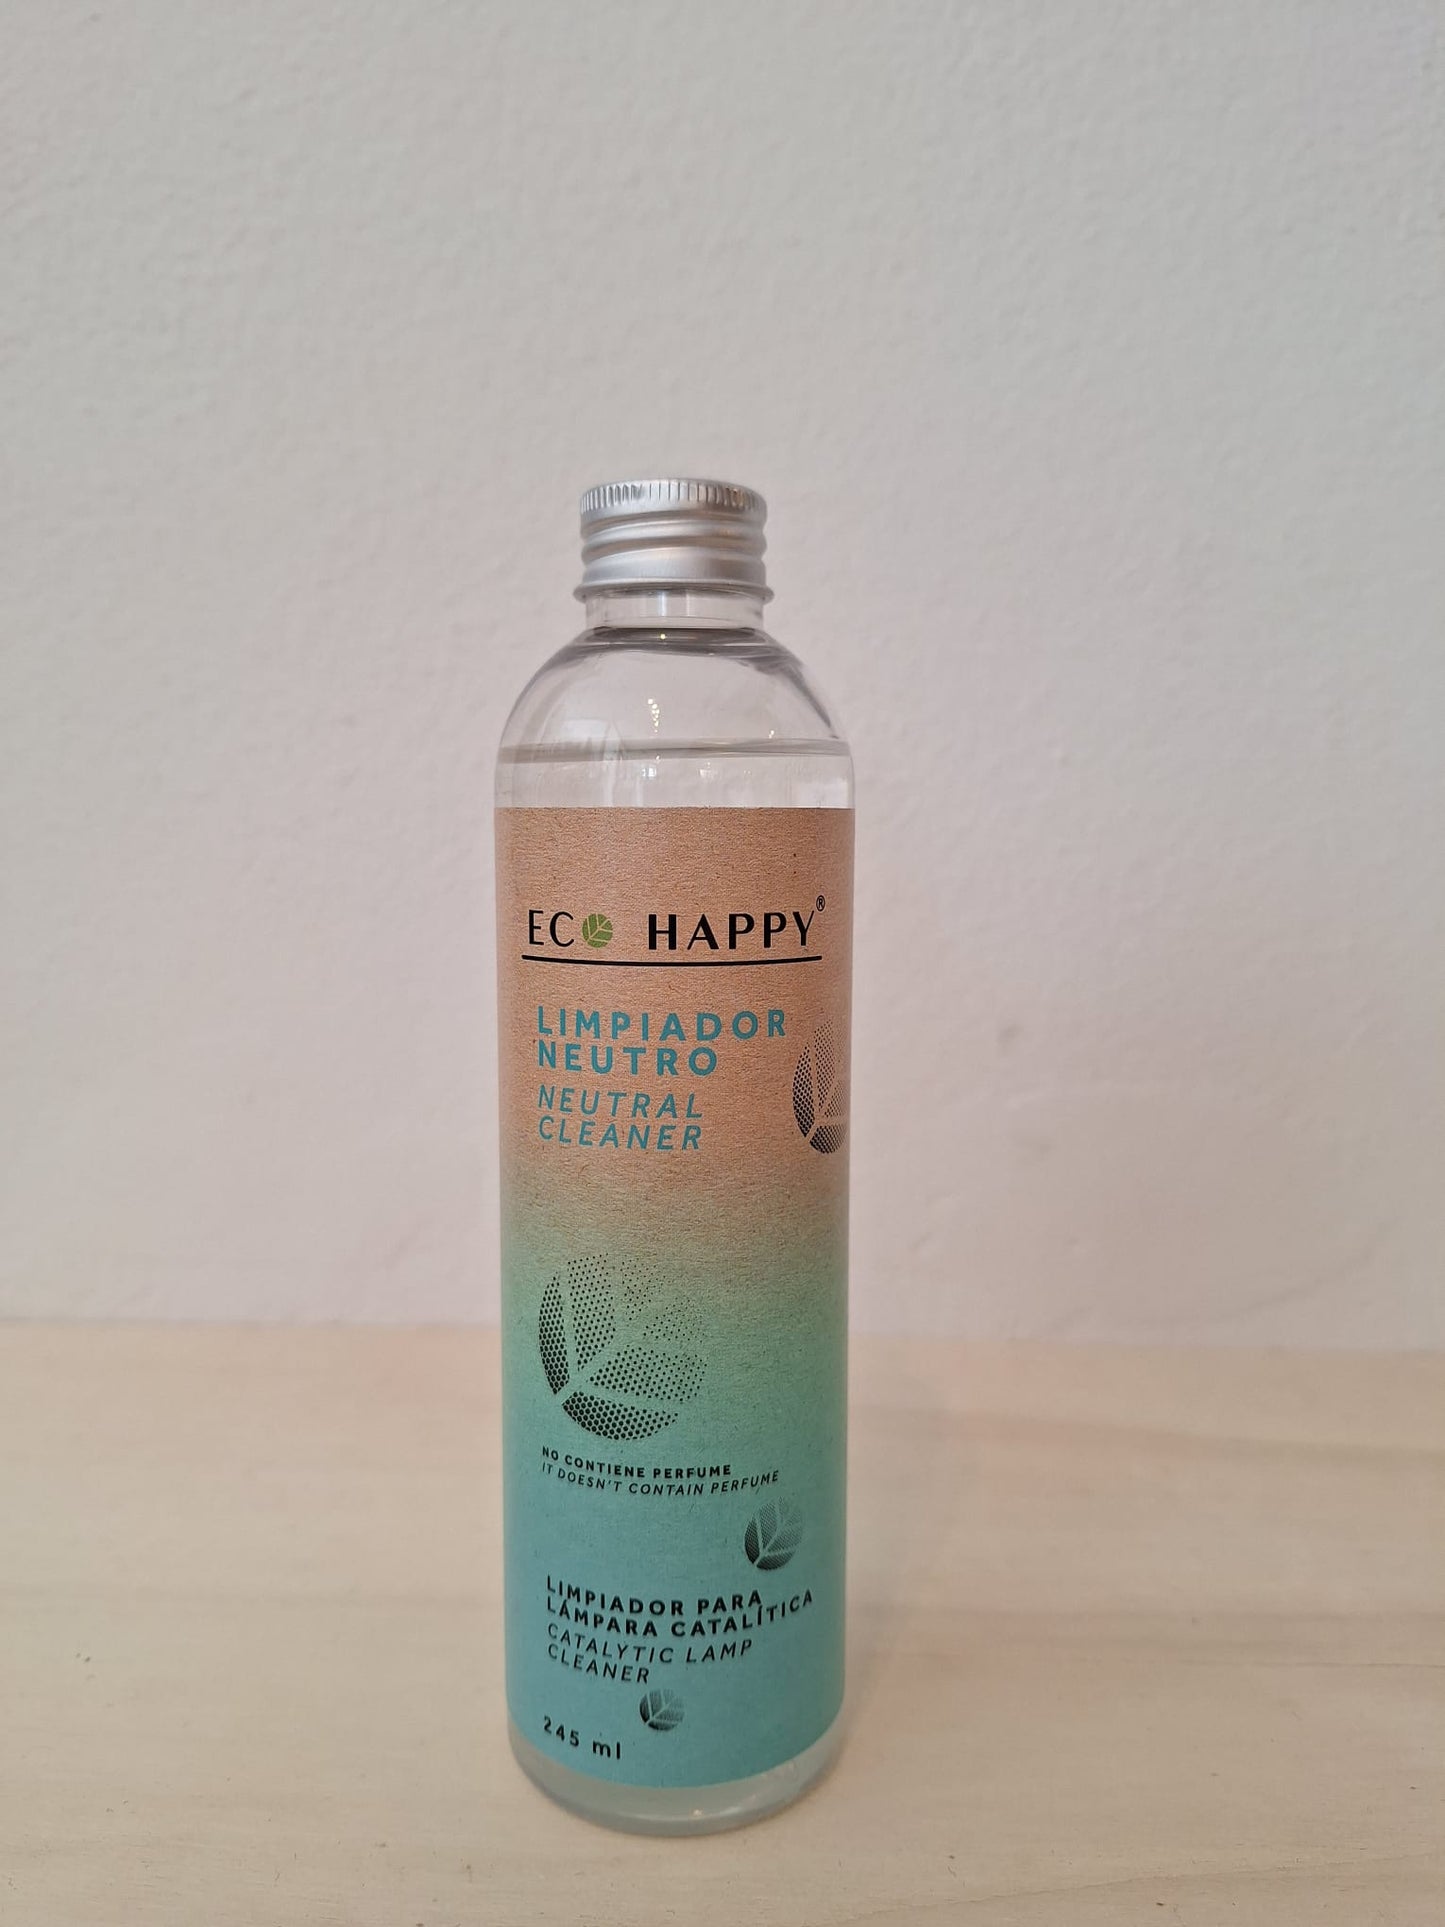 ECO HAPPY®
LIMPIADOR
NEUTRO
NEUTRAL
CLEANER
NO CONTIENE PERFUME
IT DOESN'T CONTAIN PERFUME
LIMPIADOR PARA
LÁMPARA CATALÍTICA
CATALYTIC LAMP
CLEANER
245 ml